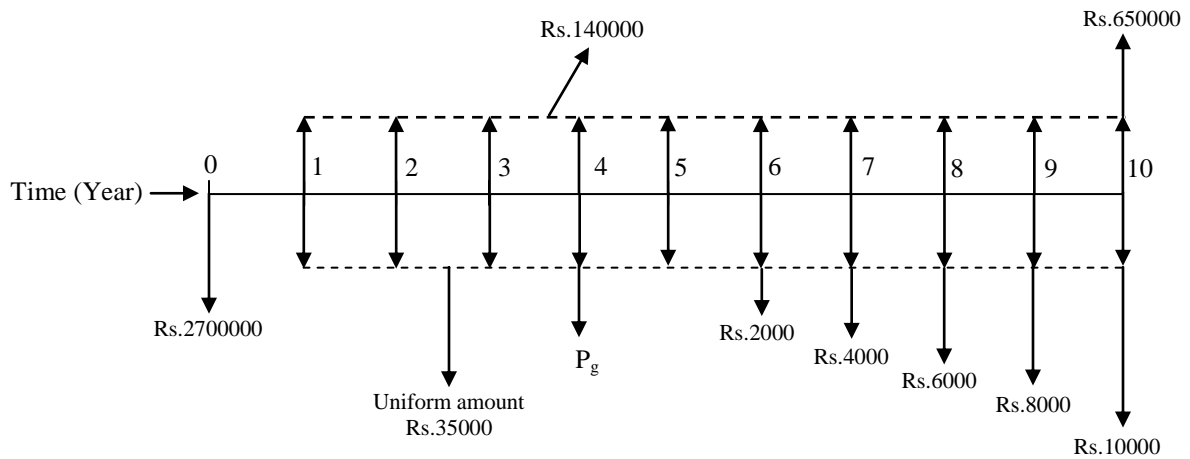 Rs.140000
Rs.650000
0
1
2
3
4
5
6
7
8
9
10
Time (Year)
Rs.2700000
Uniform amount
Rs.35000
Pg
Rs.2000
Rs.4000
Rs.6000
Rs.8000
Rs.10000